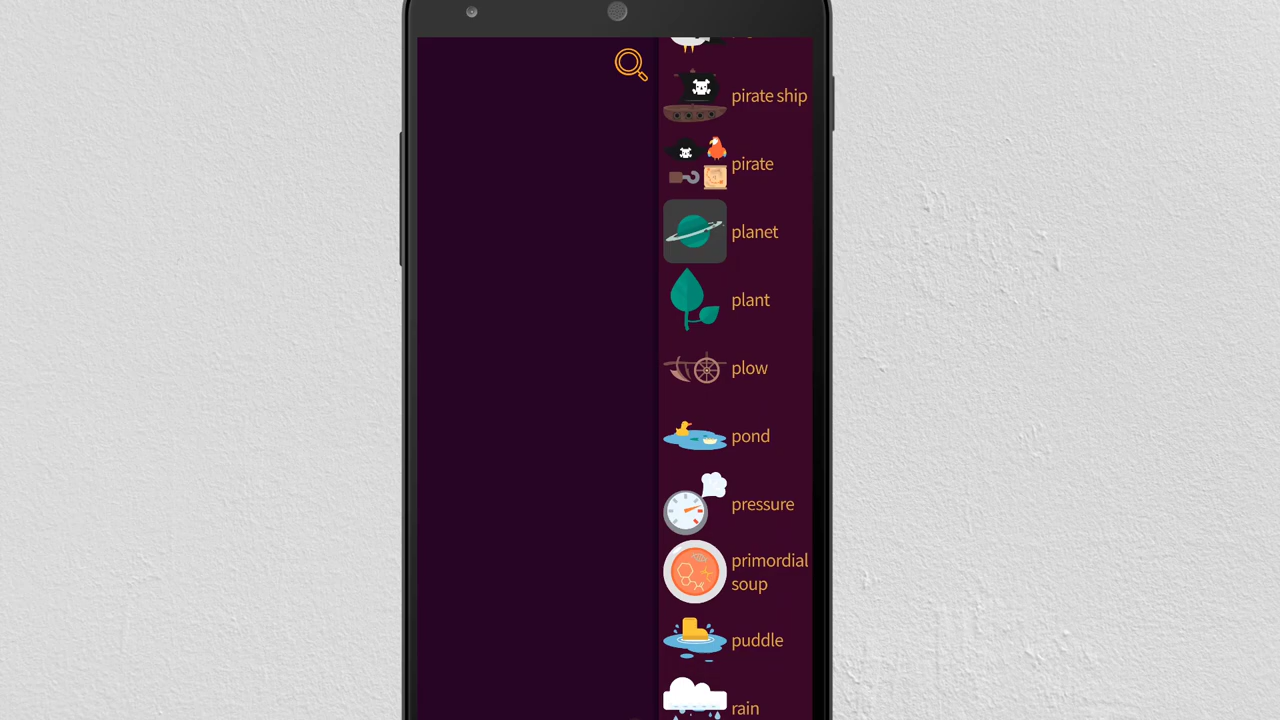 pirate ship
pirate
planet
plant
plow
pond
pressure
primordial
soup
puddle
rain